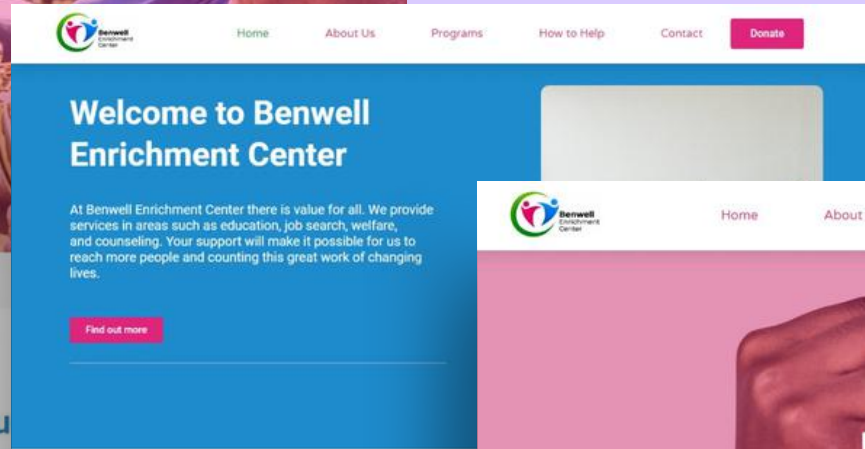 Benwell
Enrichment
Center
Home
About Us
Programs
How to Help
Contact
Donate
Welcome to Benwell
Enrichment Center
At Benwell Enrichment Center there is value for all. We provide
services in areas such as education, job search, welfare,
and counseling. Your support will make it possible for us to
reach more people and counting this great work of changing
lives.
Find out more
Benwell
Enrichment
Center
Home
About